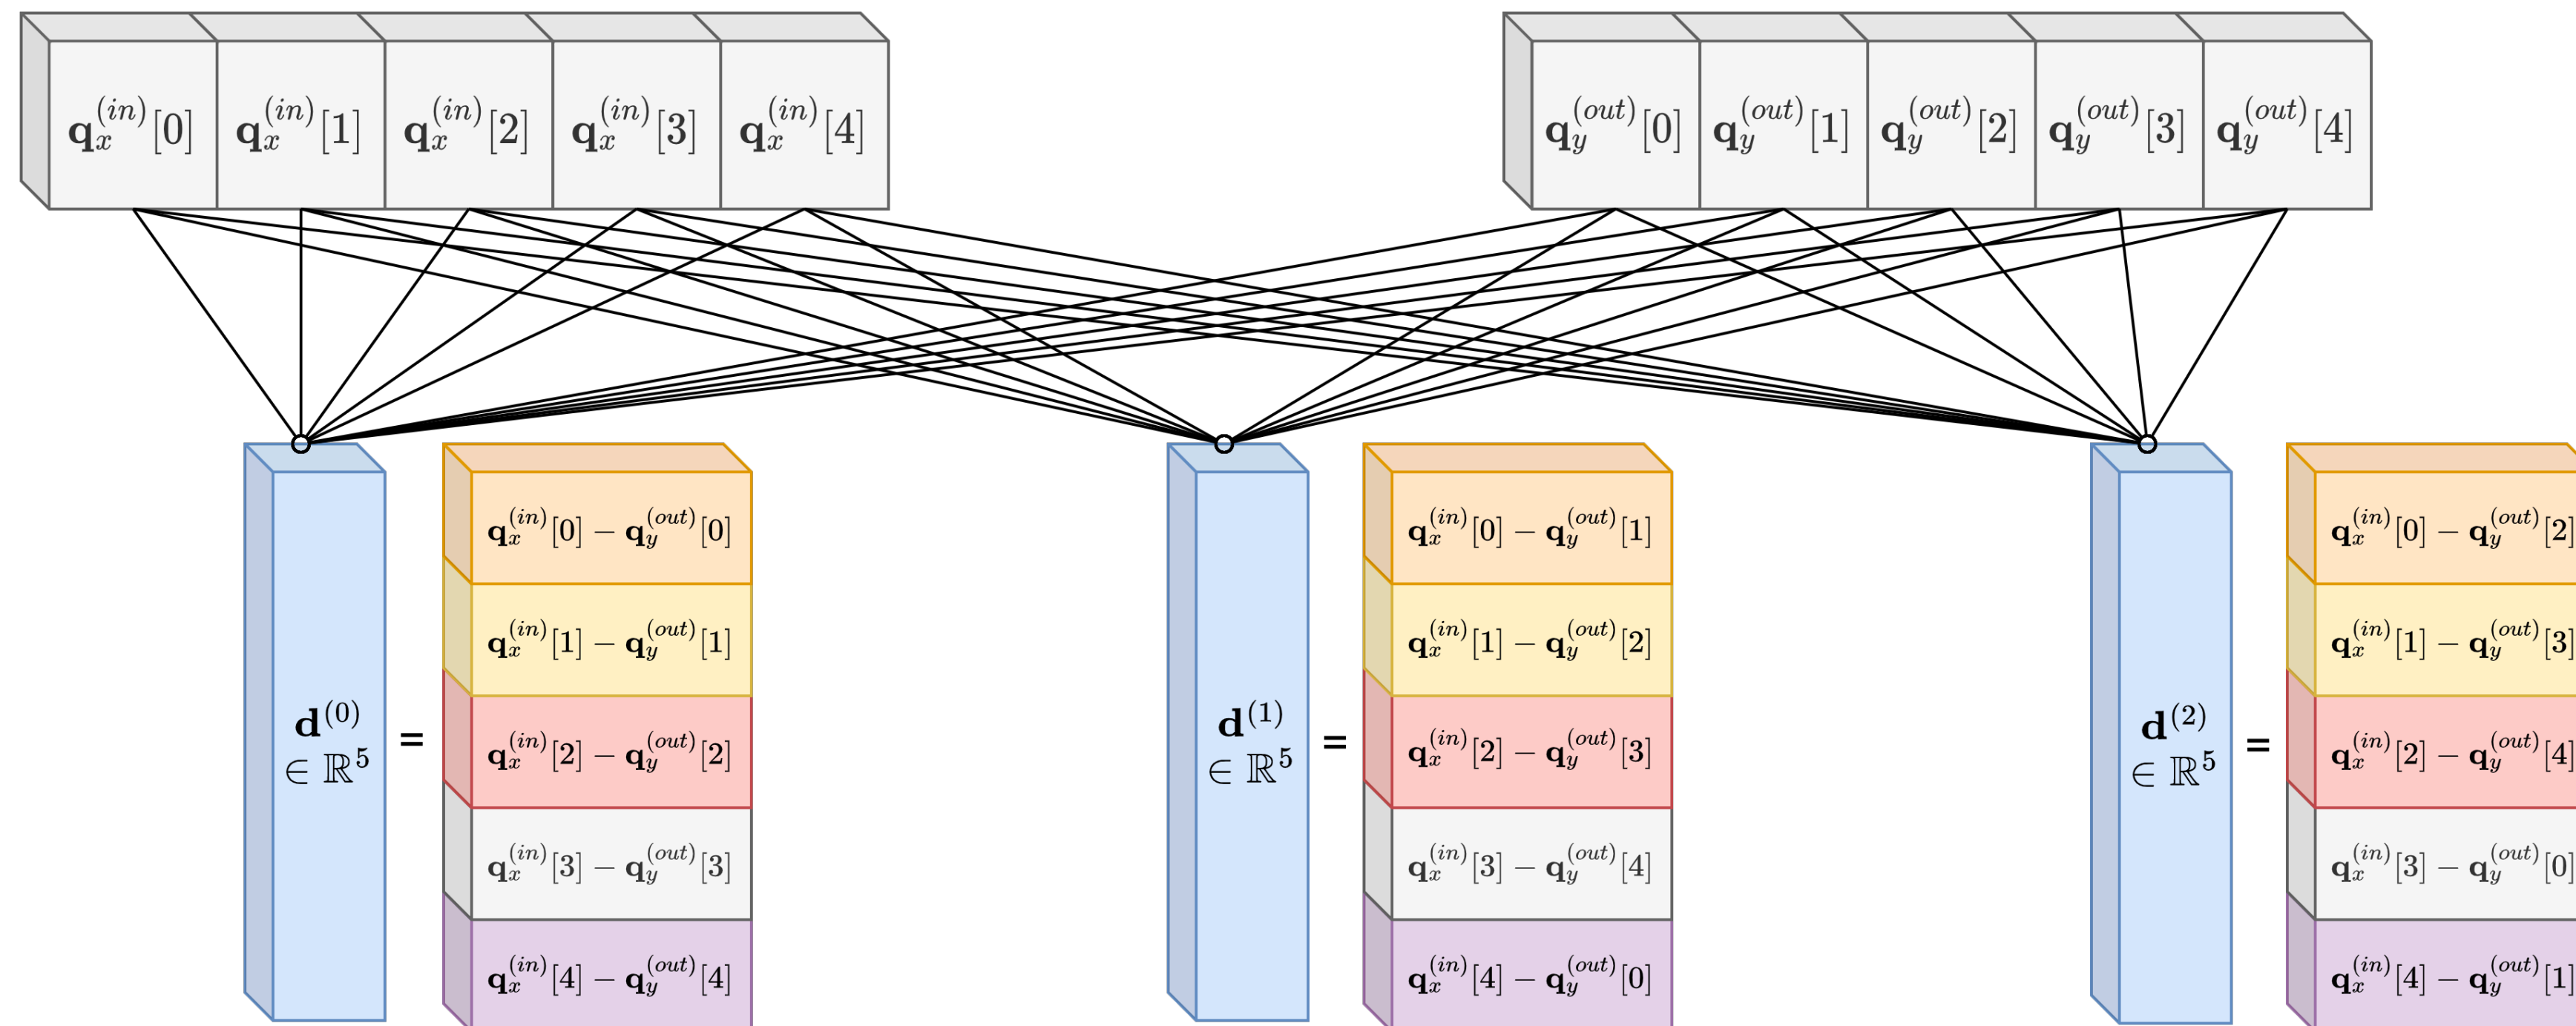 q_x^{(in)}[0] q_x^{(in)}[1] q_x^{(in)}[2] q_x^{(in)}[3] q_x^{(in)}[4] q_y^{(out)}[0] q_y^{(out)}[1] q_y^{(out)}[2] q_y^{(out)}[3] q_y^{(out)}[4]
d^{(0)}
∈ ℝ^5
=
q_x^{(in)}[0] − q_y^{(out)}[0]
q_x^{(in)}[1] − q_y^{(out)}[1]
q_x^{(in)}[2] − q_y^{(out)}[2]
q_x^{(in)}[3] − q_y^{(out)}[3]
q_x^{(in)}[4] − q_y^{(out)}[4]
d^{(1)}
∈ ℝ^5
=
q_x^{(in)}[0] − q_y^{(out)}[1]
q_x^{(in)}[1] − q_y^{(out)}[2]
q_x^{(in)}[2] − q_y^{(out)}[3]
q_x^{(in)}[3] − q_y^{(out)}[4]
q_x^{(in)}[4] − q_y^{(out)}[0]
d^{(2)}
∈ ℝ^5
=
q_x^{(in)}[0] − q_y^{(out)}[2]
q_x^{(in)}[1] − q_y^{(out)}[3]
q_x^{(in)}[2] − q_y^{(out)}[4]
q_x^{(in)}[3] − q_y^{(out)}[0]
q_x^{(in)}[4] − q_y^{(out)}[1]